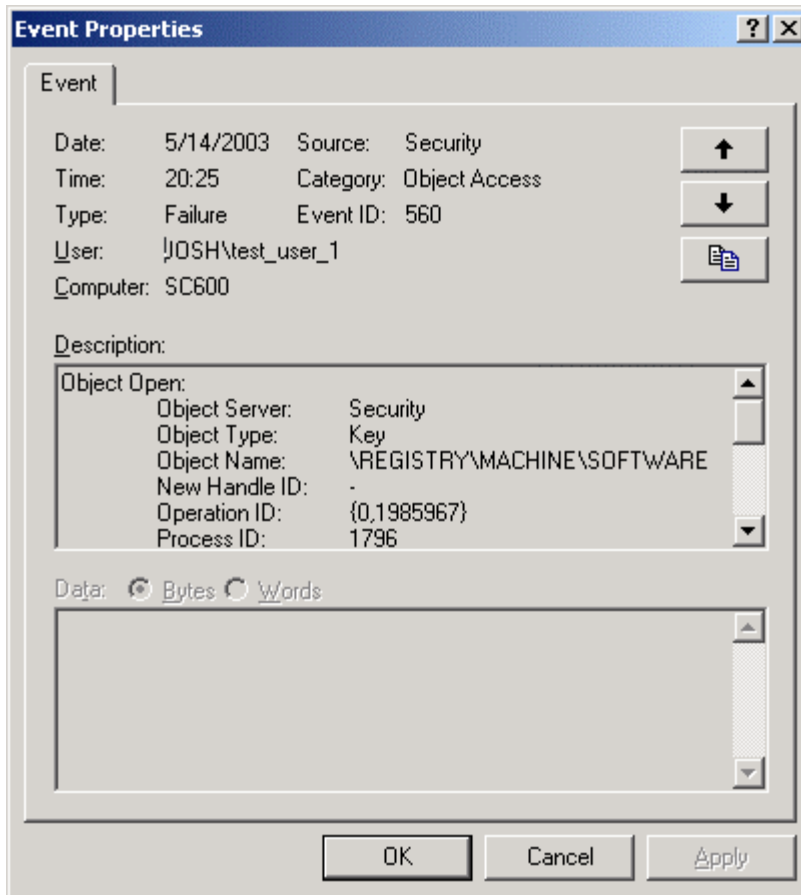 Event Properties
Event
Date: 5/14/2003 Source: Security
Time: 20:25 Category: Object Access
Type: Failure Event ID: 560
User: JOSH\test_user_1
Computer: SC600
Description:
Object Open:
Object Server: Security
Object Type: Key
Object Name: \REGISTRY\MACHINE\SOFTWARE
New Handle ID: -
Operation ID: {0,1985967}
Process ID: 1796
Data: Bytes Words
OK Cancel Apply